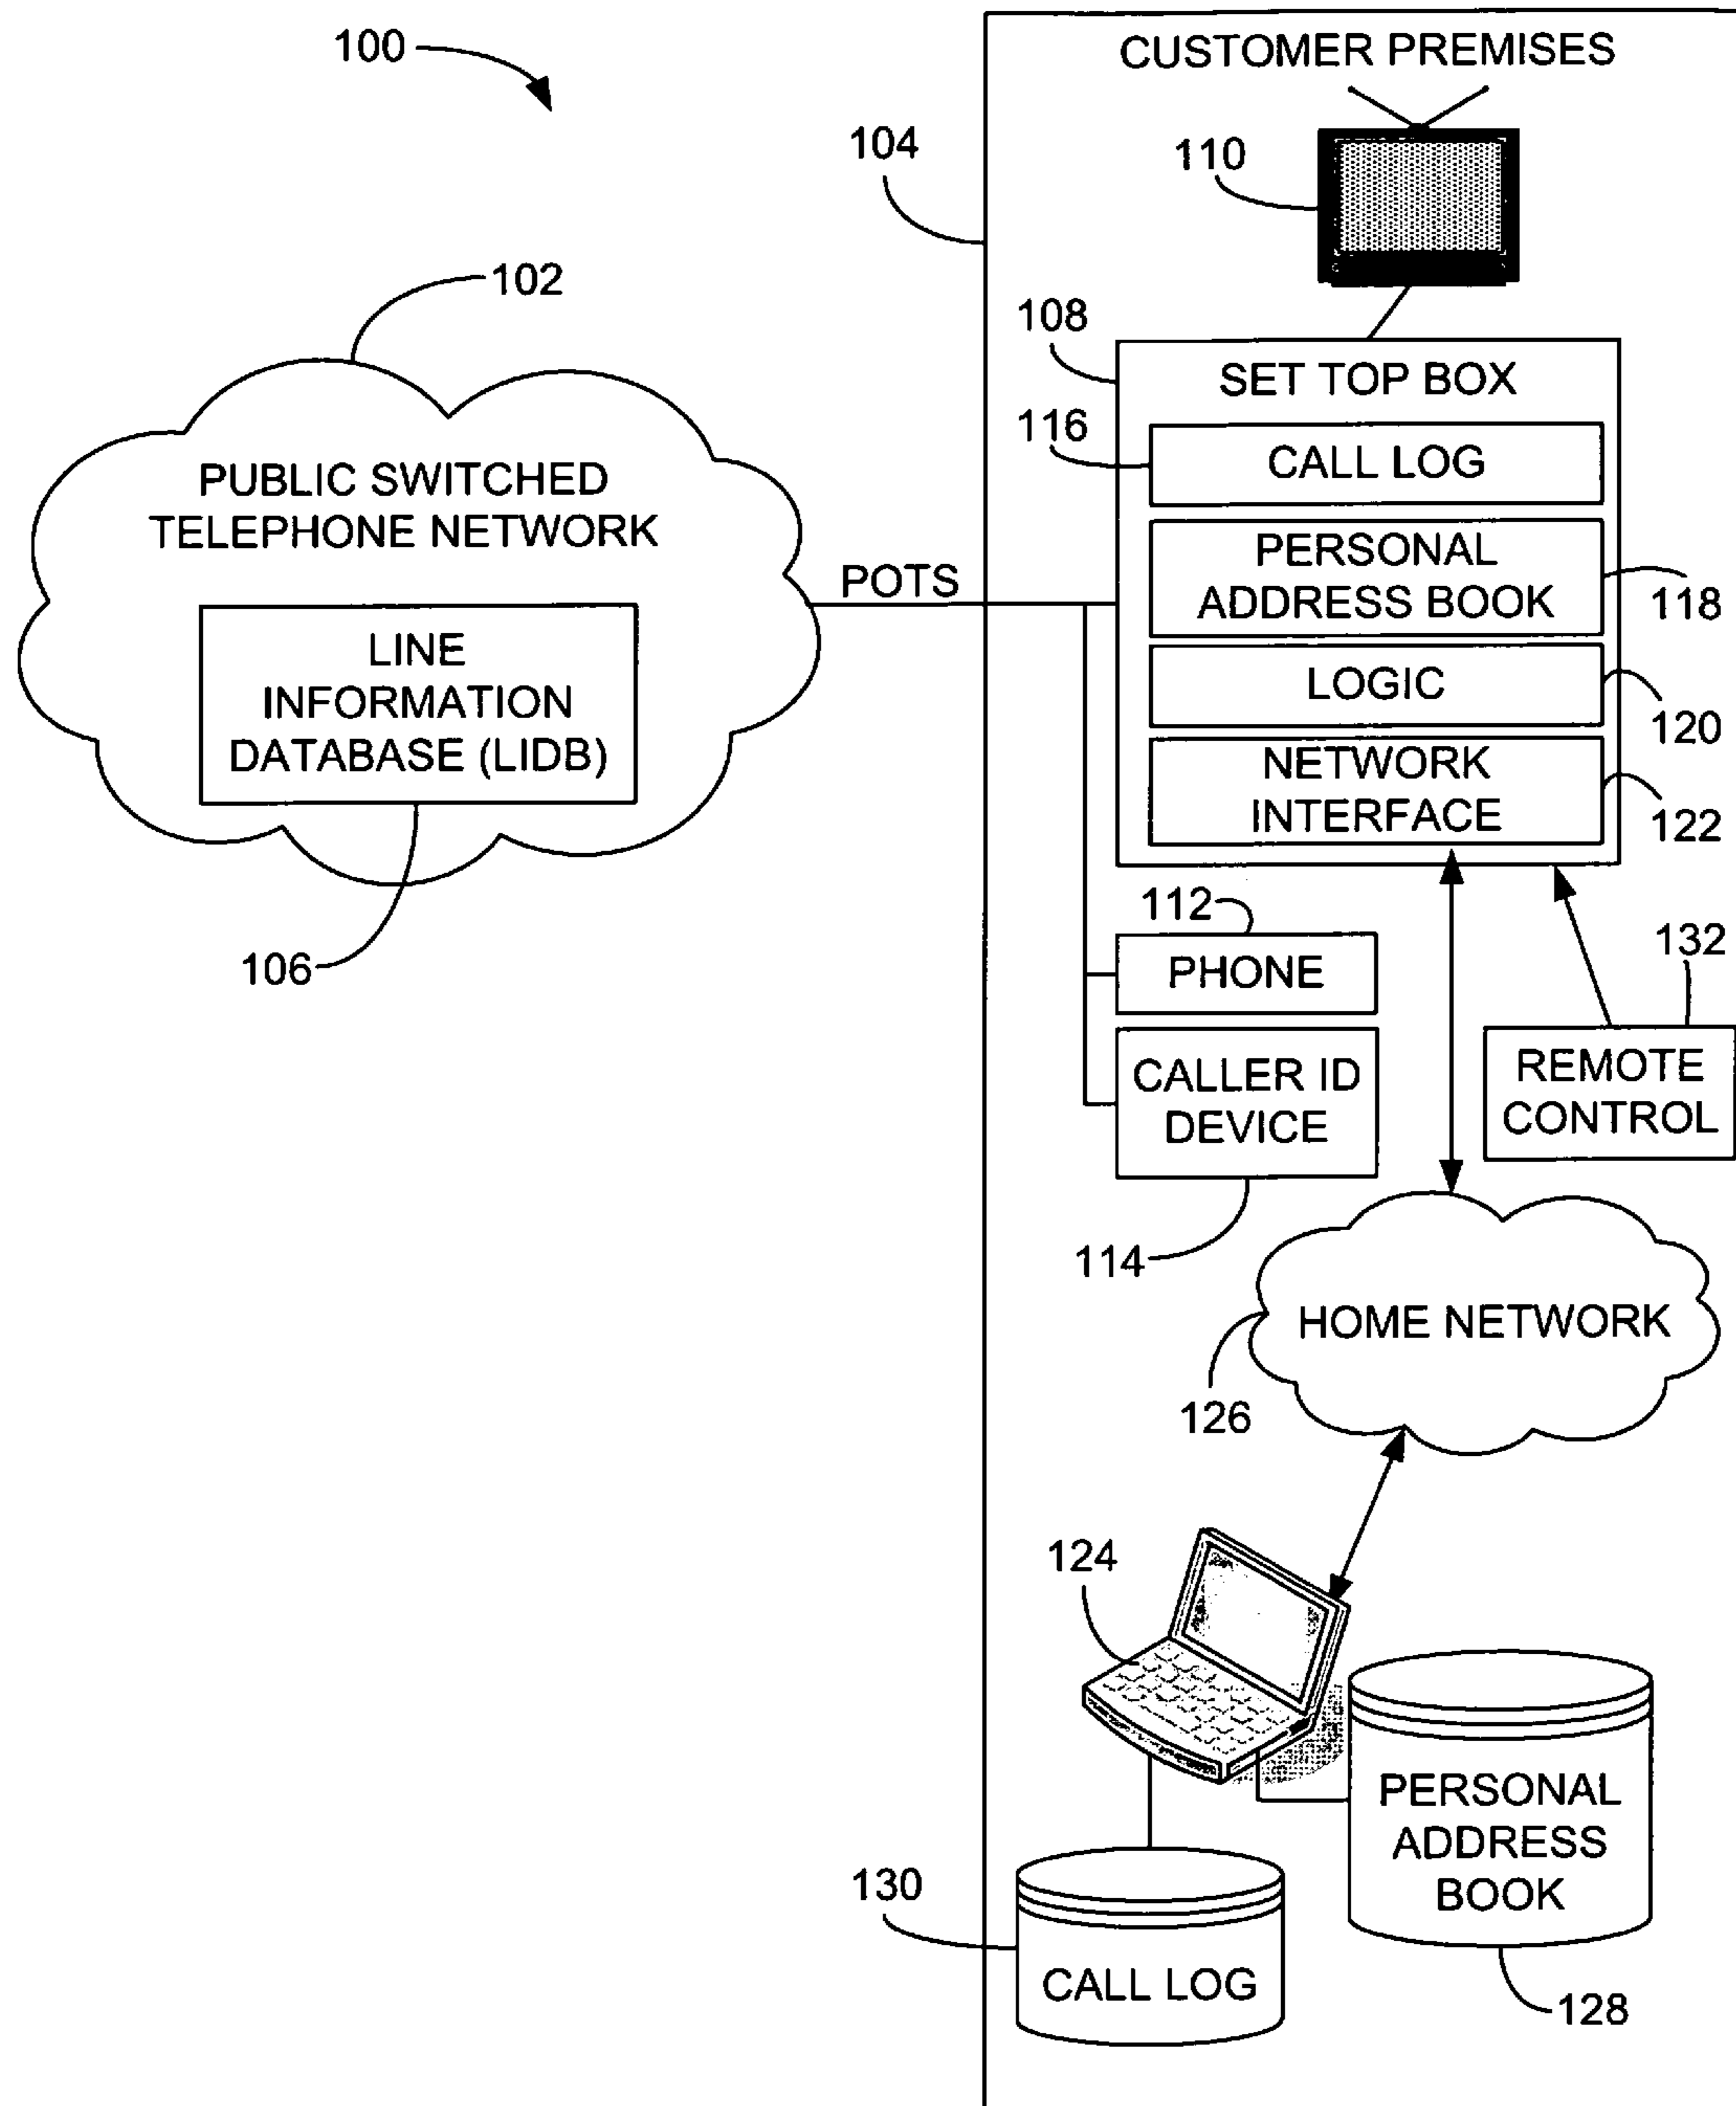 100
CUSTOMER PREMISES
104
110
102
108
SET TOP BOX
116
CALL LOG
PUBLIC SWITCHED
TELEPHONE NETWORK
PERSONAL
ADDRESS BOOK
118
POTS
LINE
INFORMATION
DATABASE (LIDB)
LOGIC
120
NETWORK
INTERFACE
122
106
112
PHONE
132
CALLER ID
DEVICE
REMOTE
CONTROL
114
HOME NETWORK
126
124
PERSONAL
ADDRESS
BOOK
130
CALL LOG
128